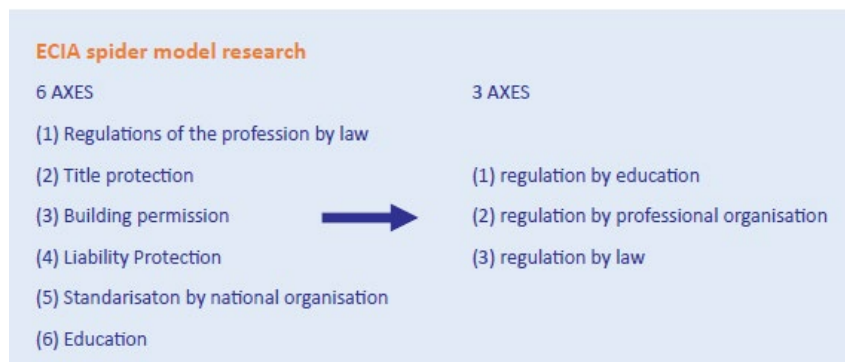 ECIA spider model research
6 AXES
3 AXES
(1) Regulations of the profession by law
(2) Title protection
(1) regulation by education
(3) Building permission
(2) regulation by professional organisation
(4) Liability Protection
(3) regulation by law
(5) Standarisaton by national organisation
(6) Education